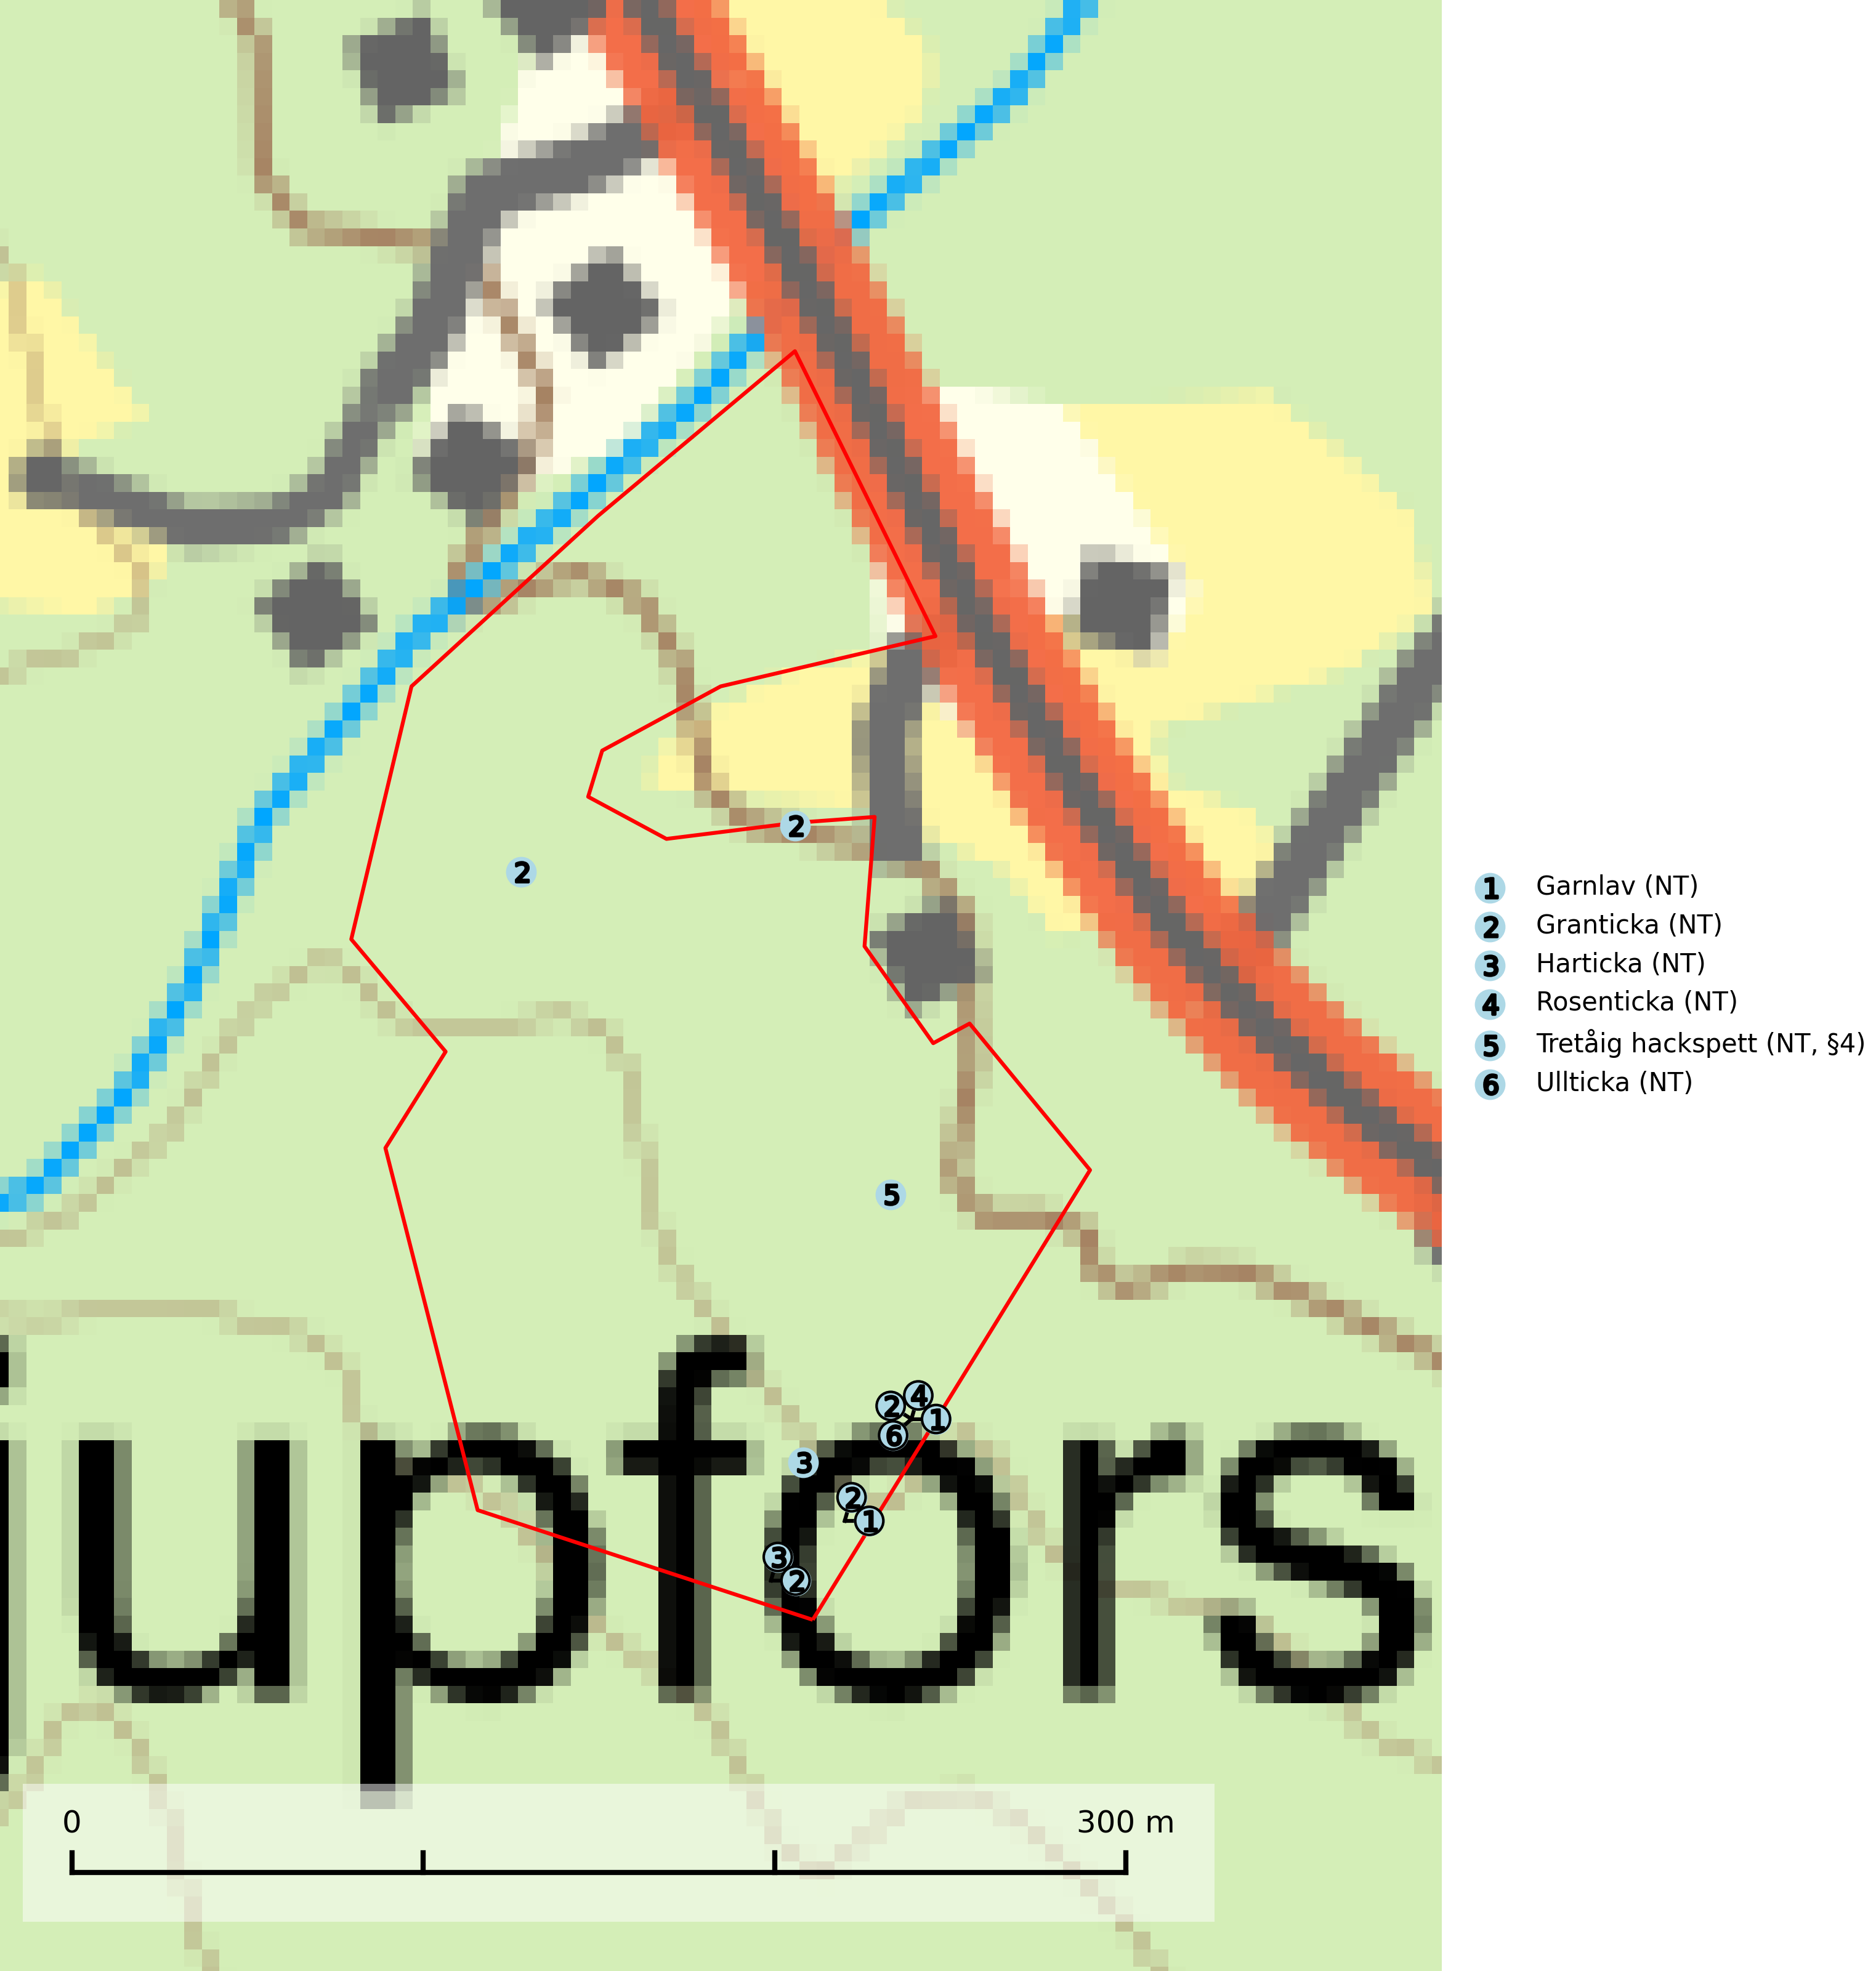 2
2
5
2
4
1
6
3
2
1
3
2
upfors
0 300 m
1 Garnlav (NT)
2 Granticka (NT)
3 Harticka (NT)
4 Rosenticka (NT)
5 Tretåig hackspett (NT, §4)
6 Ullticka (NT)